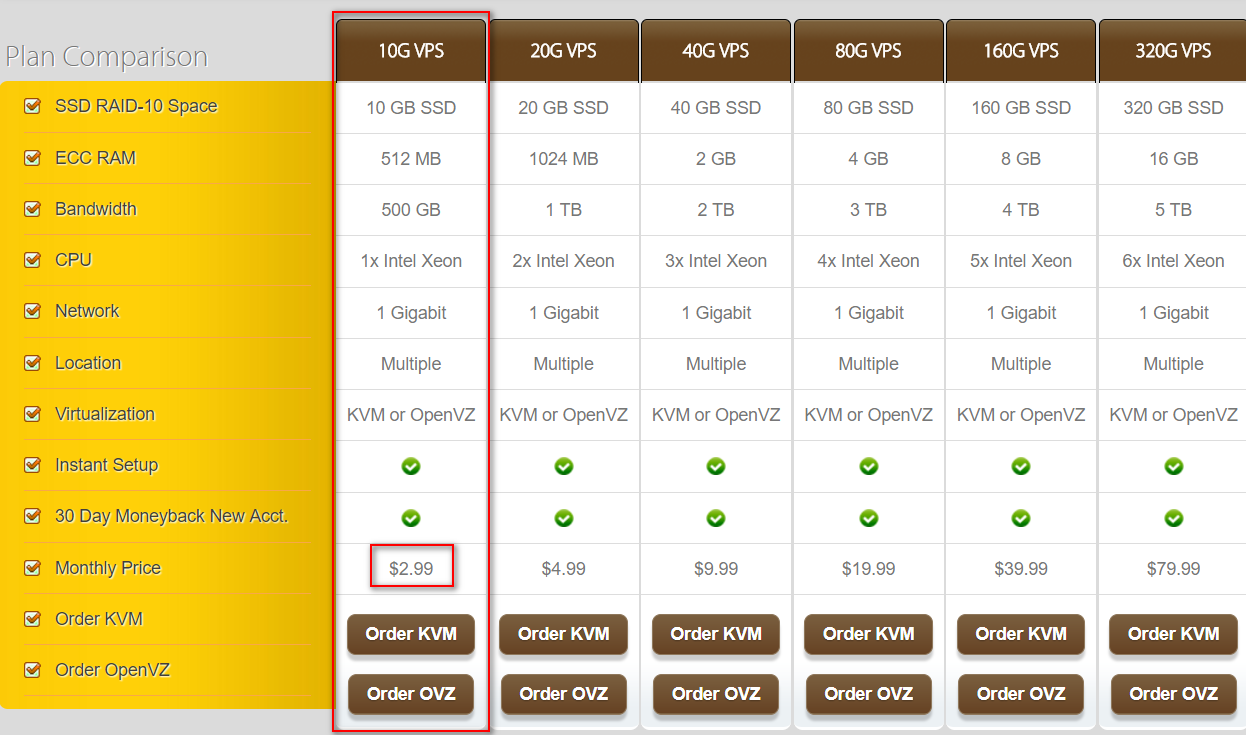 Plan Comparison 10G VPS 20G VPS 40G VPS 80G VPS 160G VPS 320G VPS
SSD RAID-10 Space 10 GB SSD 20 GB SSD 40 GB SSD 80 GB SSD 160 GB SSD 320 GB SSD
ECC RAM 512 MB 1024 MB 2 GB 4 GB 8 GB 16 GB
Bandwidth 500 GB 1 TB 2 TB 3 TB 4 TB 5 TB
CPU 1x Intel Xeon 2x Intel Xeon 3x Intel Xeon 4x Intel Xeon 5x Intel Xeon 6x Intel Xeon
Network 1 Gigabit 1 Gigabit 1 Gigabit 1 Gigabit 1 Gigabit 1 Gigabit
Location Multiple Multiple Multiple Multiple Multiple Multiple
Virtualization KVM or OpenVZ KVM or OpenVZ KVM or OpenVZ KVM or OpenVZ KVM or OpenVZ KVM or OpenVZ
Instant Setup
30 Day Moneyback New Acct.
Monthly Price $2.99 $4.99 $9.99 $19.99 $39.99 $79.99
Order KVM Order KVM Order KVM Order KVM Order KVM Order KVM Order KVM
Order OpenVZ Order OVZ Order OVZ Order OVZ Order OVZ Order OVZ Order OVZ